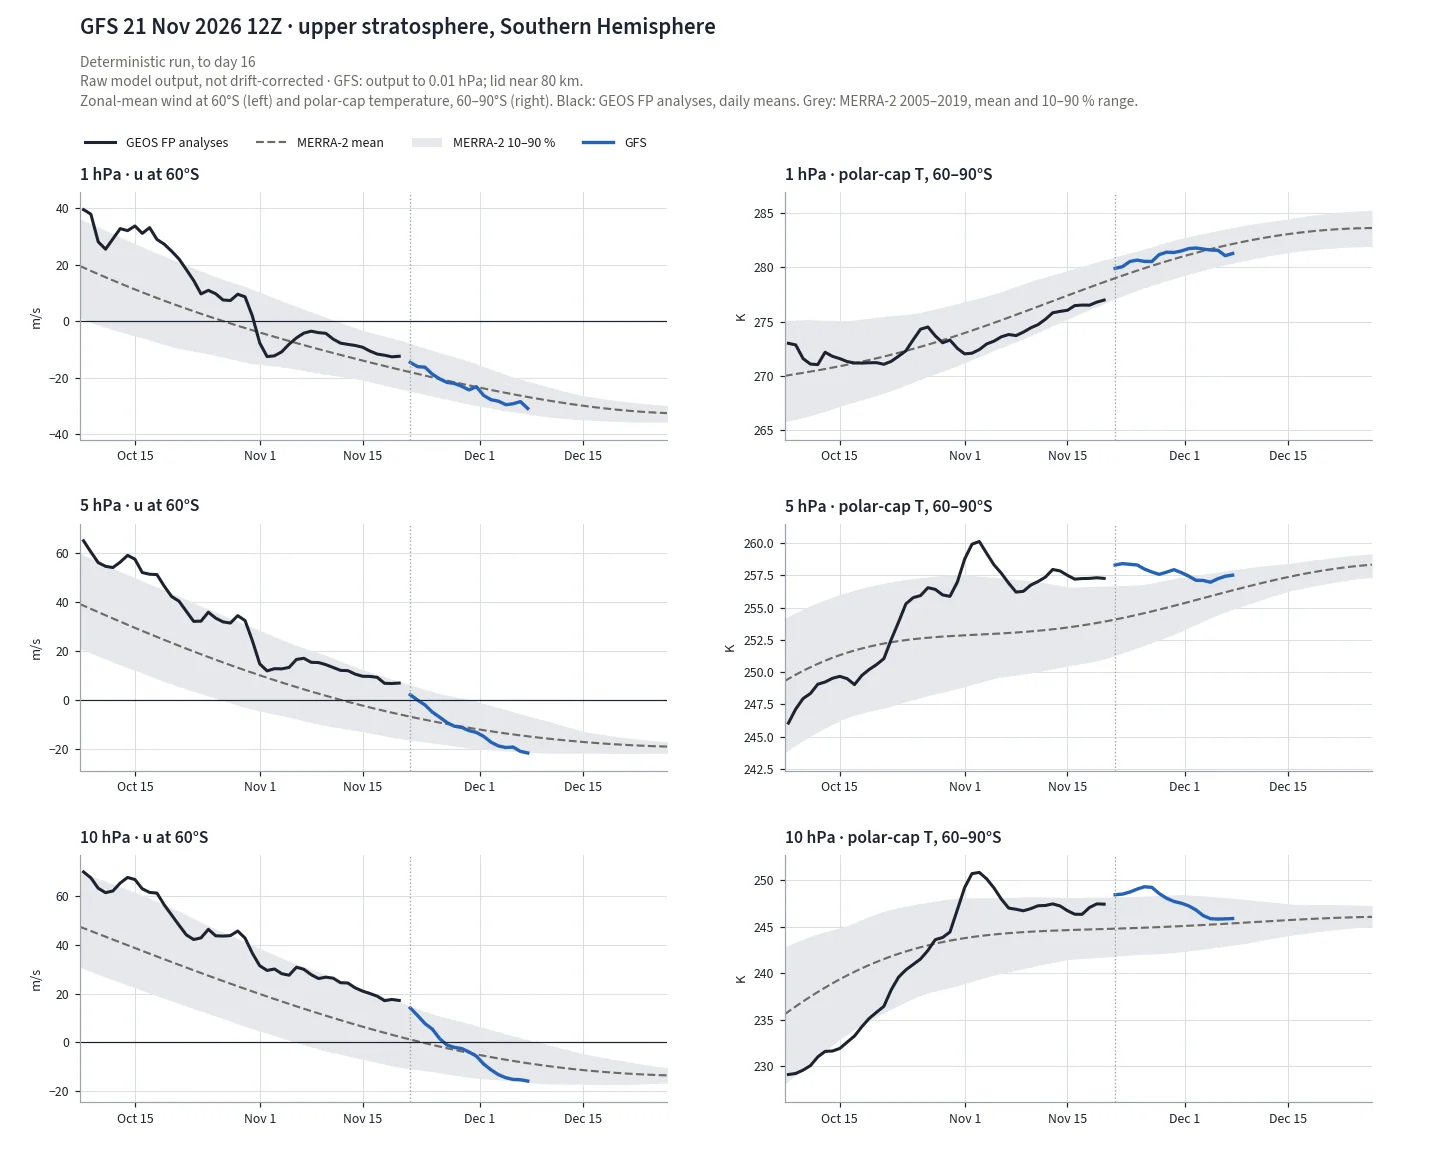 GFS 21 Nov 2026 12Z · upper stratosphere, Southern Hemisphere
Deterministic run, to day 16
Raw model output, not drift-corrected · GFS: output to 0.01 hPa; lid near 80 km.
Zonal-mean wind at 60°S (left) and polar-cap temperature, 60–90°S (right). Black: GEOS FP analyses, daily means. Grey: MERRA-2 2005–2019, mean and 10–90 % range.
GEOS FP analyses MERRA-2 mean MERRA-2 10–90 % GFS
1 hPa · u at 60°S
40
20
0
−20
−40
m/s
Oct 15 Nov 1 Nov 15 Dec 1 Dec 15
1 hPa · polar-cap T, 60–90°S
285
280
275
270
265
K
Oct 15 Nov 1 Nov 15 Dec 1 Dec 15
5 hPa · u at 60°S
60
40
20
0
−20
m/s
Oct 15 Nov 1 Nov 15 Dec 1 Dec 15
5 hPa · polar-cap T, 60–90°S
260.0
257.5
255.0
252.5
250.0
247.5
245.0
242.5
K
Oct 15 Nov 1 Nov 15 Dec 1 Dec 15
10 hPa · u at 60°S
60
40
20
0
−20
m/s
Oct 15 Nov 1 Nov 15 Dec 1 Dec 15
10 hPa · polar-cap T, 60–90°S
250
245
240
235
230
K
Oct 15 Nov 1 Nov 15 Dec 1 Dec 15